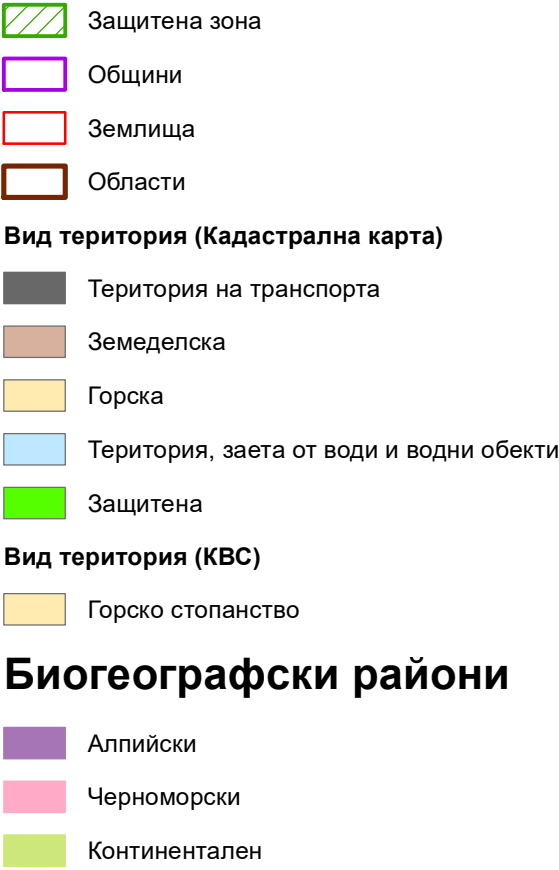 Защитена зона
Общини
Землища
Области
Вид територия (Кадастрална карта)
Територия на транспорта
Земеделска
Горска
Територия, заета от води и водни обекти
Защитена
Вид територия (КВС)
Горско стопанство
Биогеографски райони
Алпийски
Черноморски
Континентален